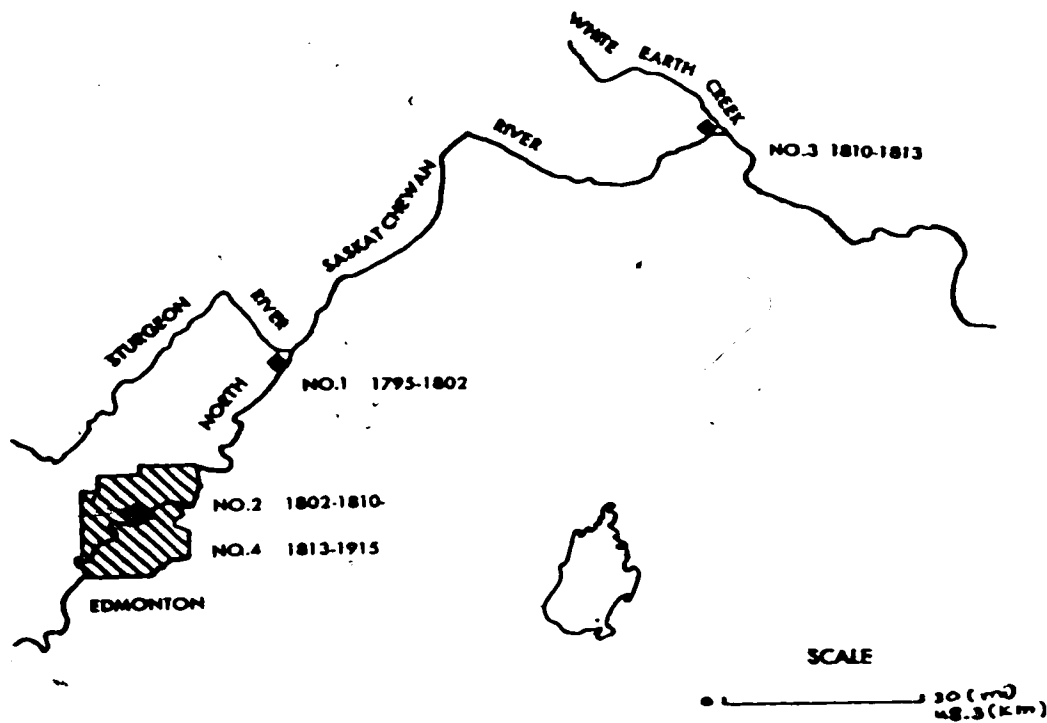 WHITE EARTH CREEK
NO.3 1810-1813
RIVER
SASKATCHEWAN
STURGEON RIVER
NO.1 1795-1802
NORTH
NO.2 1802-1810-
NO.4 1813-1915
EDMONTON
SCALE
30 (mi)
48.3 (Km)